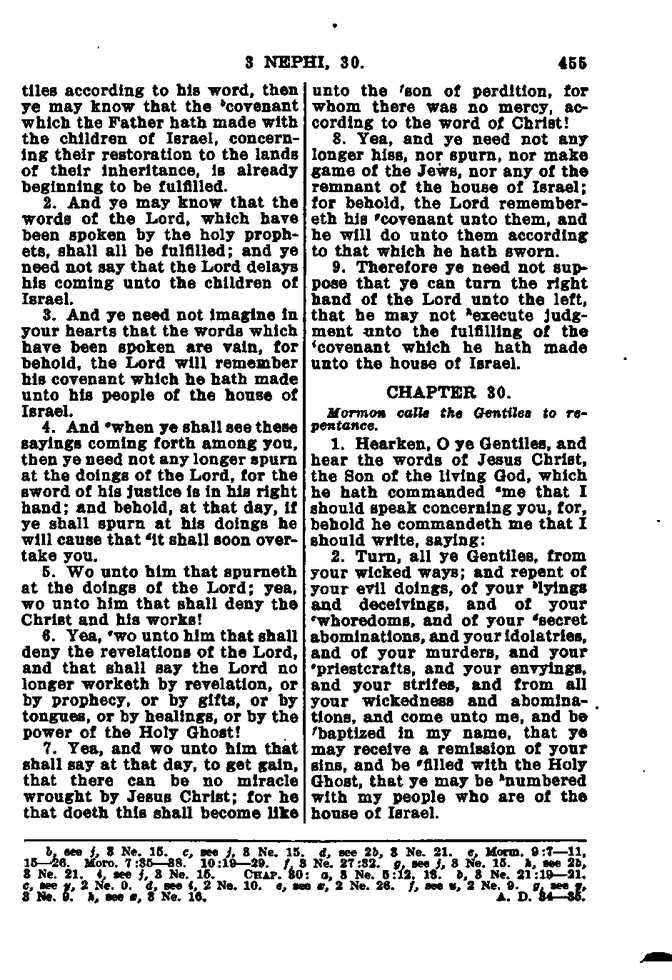 3 NEPHI, 30. 455
tiles according to his word, then
ye may know that the ᵇcovenant
which the Father hath made with
the children of Israel, concern-
ing their restoration to the lands
of their inheritance, is already
beginning to be fulfilled.
2. And ye may know that the
words of the Lord, which have
been spoken by the holy proph-
ets, shall all be fulfilled; and ye
need not say that the Lord delays
his coming unto the children of
Israel.
3. And ye need not imagine in
your hearts that the words which
have been spoken are vain, for
behold, the Lord will remember
his covenant which he hath made
unto his people of the house of
Israel.
4. And ᶜwhen ye shall see these
sayings coming forth among you,
then ye need not any longer spurn
at the doings of the Lord, for the
sword of his justice is in his right
hand; and behold, at that day, if
ye shall spurn at his doings he
will cause that ᵈit shall soon over-
take you.
5. Wo unto him that spurneth
at the doings of the Lord; yea,
wo unto him that shall deny the
Christ and his works!
6. Yea, ᵉwo unto him that shall
deny the revelations of the Lord,
and that shall say the Lord no
longer worketh by revelation, or
by prophecy, or by gifts, or by
tongues, or by healings, or by the
power of the Holy Ghost!
7. Yea, and wo unto him that
shall say at that day, to get gain,
that there can be no miracle
wrought by Jesus Christ; for he
that doeth this shall become like
unto the ᶠson of perdition, for
whom there was no mercy, ac-
cording to the word of Christ!
8. Yea, and ye need not any
longer hiss, nor spurn, nor make
game of the Jews, nor any of the
remnant of the house of Israel;
for behold, the Lord remember-
eth his ᵍcovenant unto them, and
he will do unto them according
to that which he hath sworn.
9. Therefore ye need not sup-
pose that ye can turn the right
hand of the Lord unto the left,
that he may not ʰexecute judg-
ment unto the fulfilling of the
ⁱcovenant which he hath made
unto the house of Israel.
CHAPTER 30.
Mormon calls the Gentiles to re-
pentance.
1. Hearken, O ye Gentiles, and
hear the words of Jesus Christ,
the Son of the living God, which
he hath commanded ᵃme that I
should speak concerning you, for,
behold he commandeth me that I
should write, saying:
2. Turn, all ye Gentiles, from
your wicked ways; and repent of
your evil doings, of your ᵇlyings
and deceivings, and of your
ᶜwhoredoms, and of your ᵈsecret
abominations, and your idolatries,
and of your murders, and your
ᵉpriestcrafts, and your envyings,
and your strifes, and from all
your wickedness and abomina-
tions, and come unto me, and be
ᶠbaptized in my name, that ye
may receive a remission of your
sins, and be ᵍfilled with the Holy
Ghost, that ye may be ʰnumbered
with my people who are of the
house of Israel.
b, see j, 3 Ne. 15. c, see j, 3 Ne. 15. d, see 2b, 3 Ne. 21. e, Morm. 9:7—11,
15—26. Moro. 7:35—38. 10:19—29. f, 3 Ne. 27:32. g, see j, 3 Ne. 15. h, see 2b,
3 Ne. 21. i, see j, 3 Ne. 15. CHAP. 30: a, 3 Ne. 5:12, 13. b, 3 Ne. 21:19—21.
c, see y, 2 Ne. 9. d, see i, 2 Ne. 10. e, see e, 2 Ne. 26. f, see u, 2 Ne. 9. g, see
3 Ne. 9. h, see e, 3 Ne. 16. A. D. 34—35.